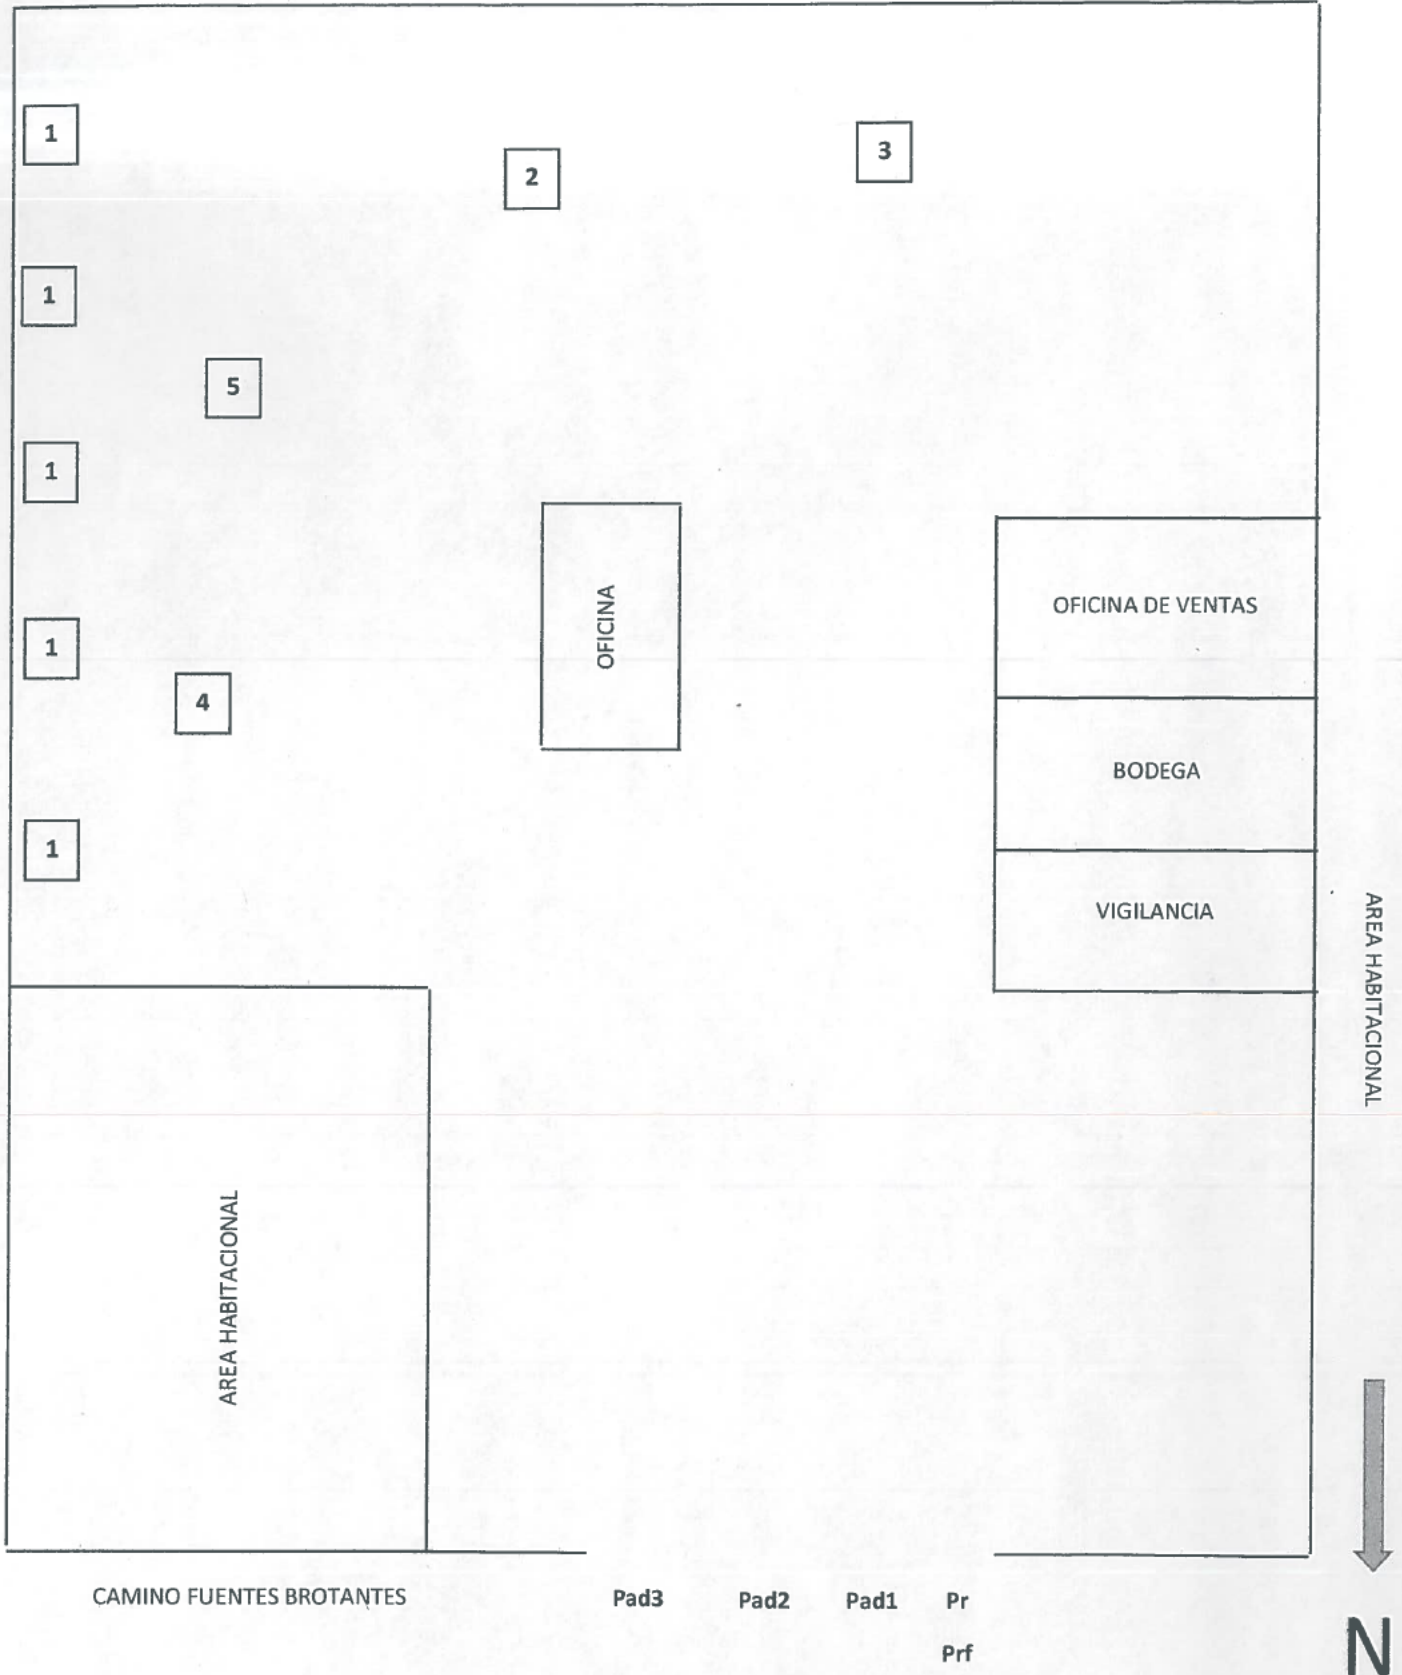 1
3
2
1
5
1
OFICINA
OFICINA DE VENTAS
1
4
BODEGA
1
VIGILANCIA
AREA HABITACIONAL
AREA HABITACIONAL
CAMINO FUENTES BROTANTES
Pad3
Pad2
Pad1
Pr
Prf
N